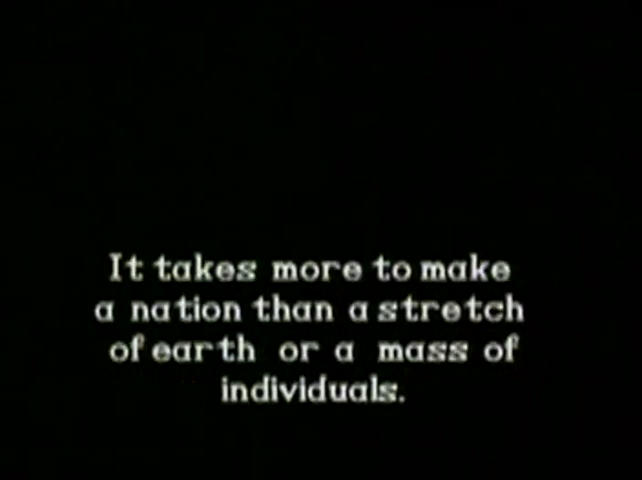 It takes more to make
a nation than a stretch
of earth or a mass of
individuals.